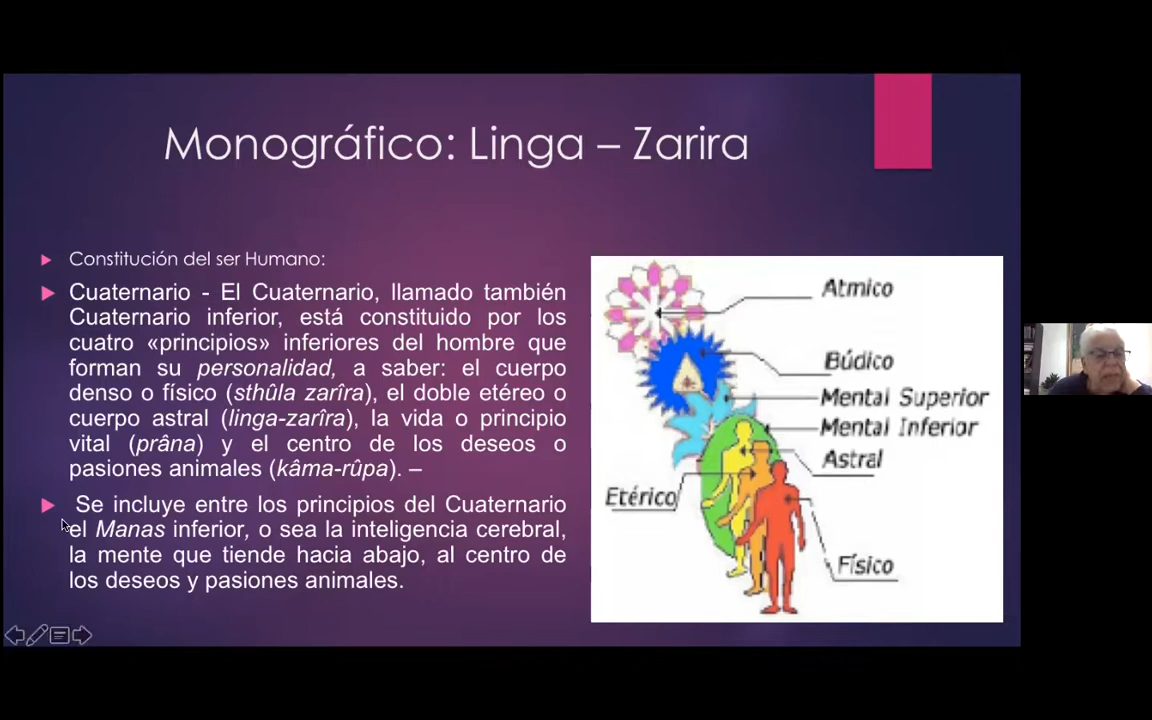 Monográfico: Linga – Zarira
Constitución del ser Humano:
Cuaternario - El Cuaternario, llamado también
Cuaternario inferior, está constituido por los
cuatro «principios» inferiores del hombre que
forman su personalidad, a saber: el cuerpo
denso o físico (sthûla zarîra), el doble etéreo o
cuerpo astral (linga-zarîra), la vida o principio
vital (prâna) y el centro de los deseos o
pasiones animales (kâma-rûpa). –
Se incluye entre los principios del Cuaternario
el Manas inferior, o sea la inteligencia cerebral,
la mente que tiende hacia abajo, al centro de
los deseos y pasiones animales.
Atmico
Búdico
Mental Superior
Mental Inferior
Astral
Etérico
Físico